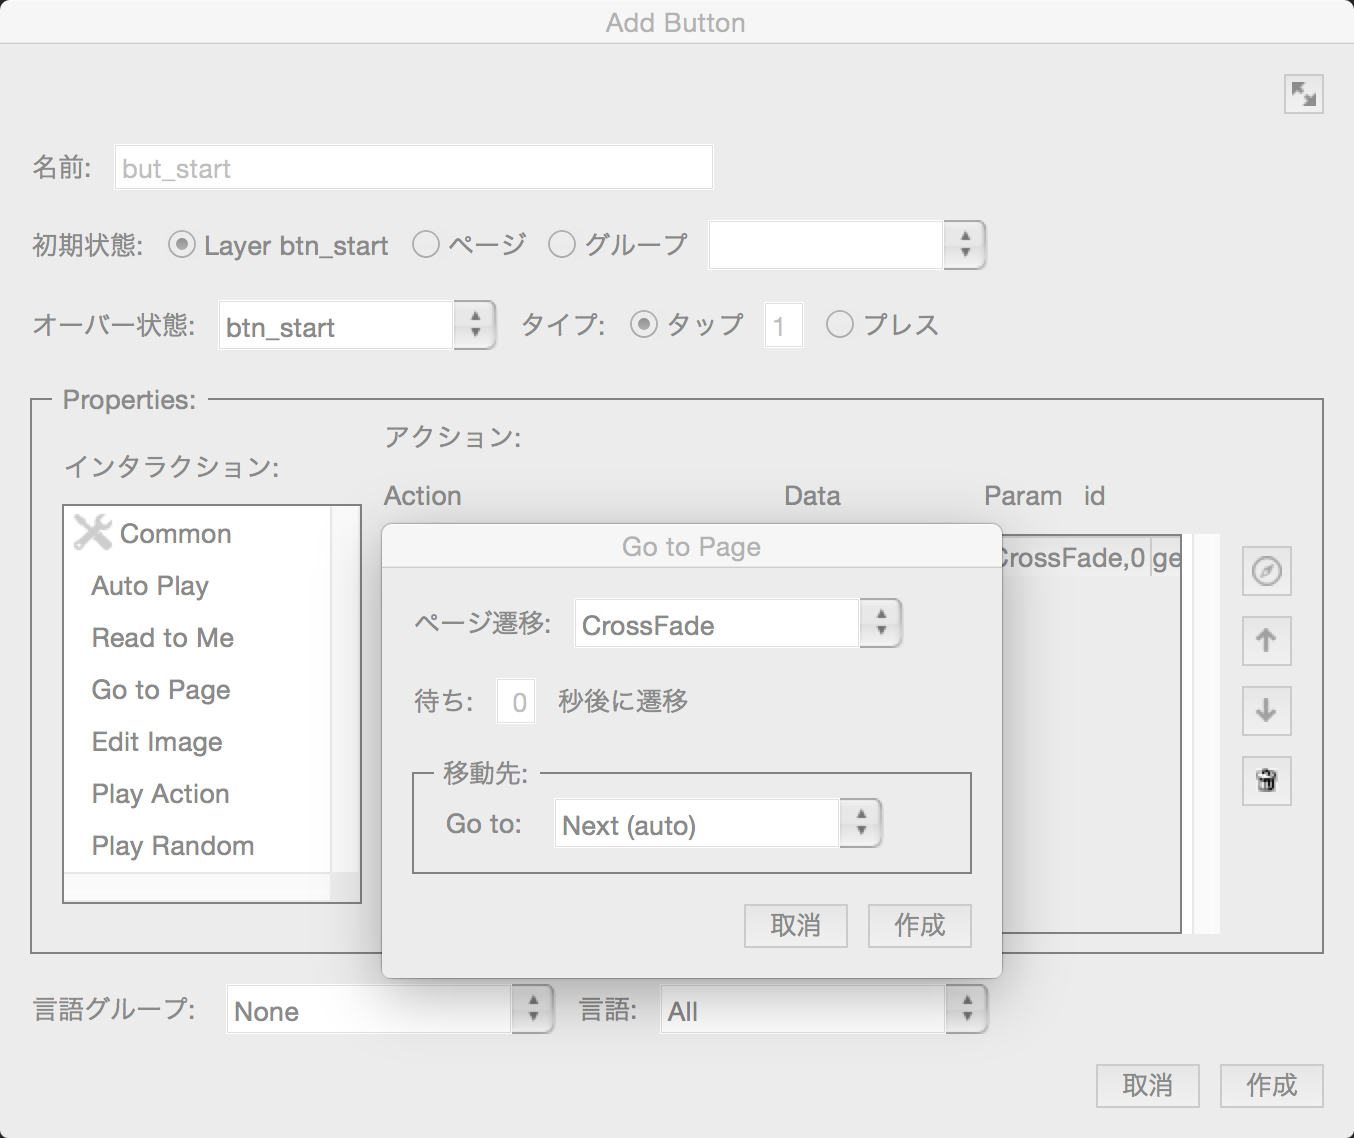 Add Button
名前: but_start
初期状態: Layer btn_start ページ グループ
オーバー状態: btn_start タイプ: タップ 1 プレス
Properties:
アクション:
インタラクション:
Action Data Param id
Common
Auto Play
Read to Me
Go to Page
Edit Image
Play Action
Play Random
CrossFade,0 ge
Go to Page
ページ遷移: CrossFade
待ち: 0 秒後に遷移
移動先:
Go to: Next (auto)
取消 作成
言語グループ: None 言語: All
取消 作成